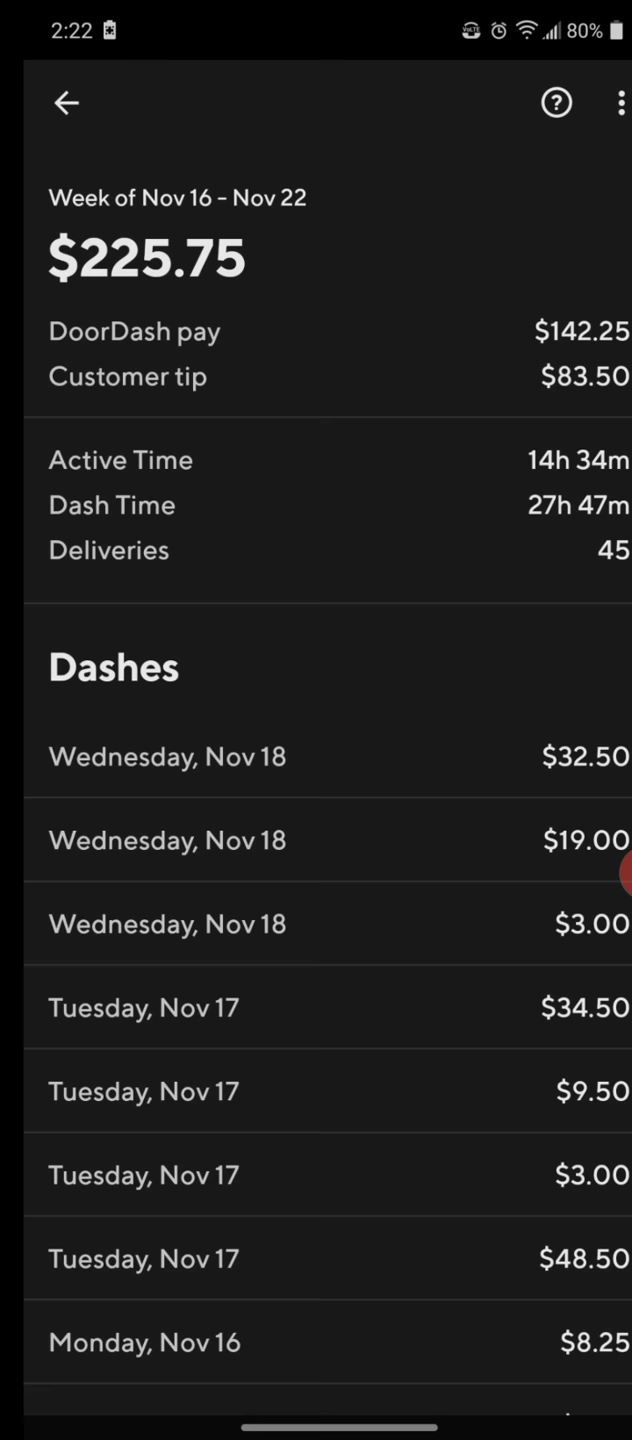 2:22 VoLTE 80%
Week of Nov 16 - Nov 22
$225.75
DoorDash pay $142.25
Customer tip $83.50
Active Time 14h 34m
Dash Time 27h 47m
Deliveries 45
Dashes
Wednesday, Nov 18 $32.50
Wednesday, Nov 18 $19.00
Wednesday, Nov 18 $3.00
Tuesday, Nov 17 $34.50
Tuesday, Nov 17 $9.50
Tuesday, Nov 17 $3.00
Tuesday, Nov 17 $48.50
Monday, Nov 16 $8.25